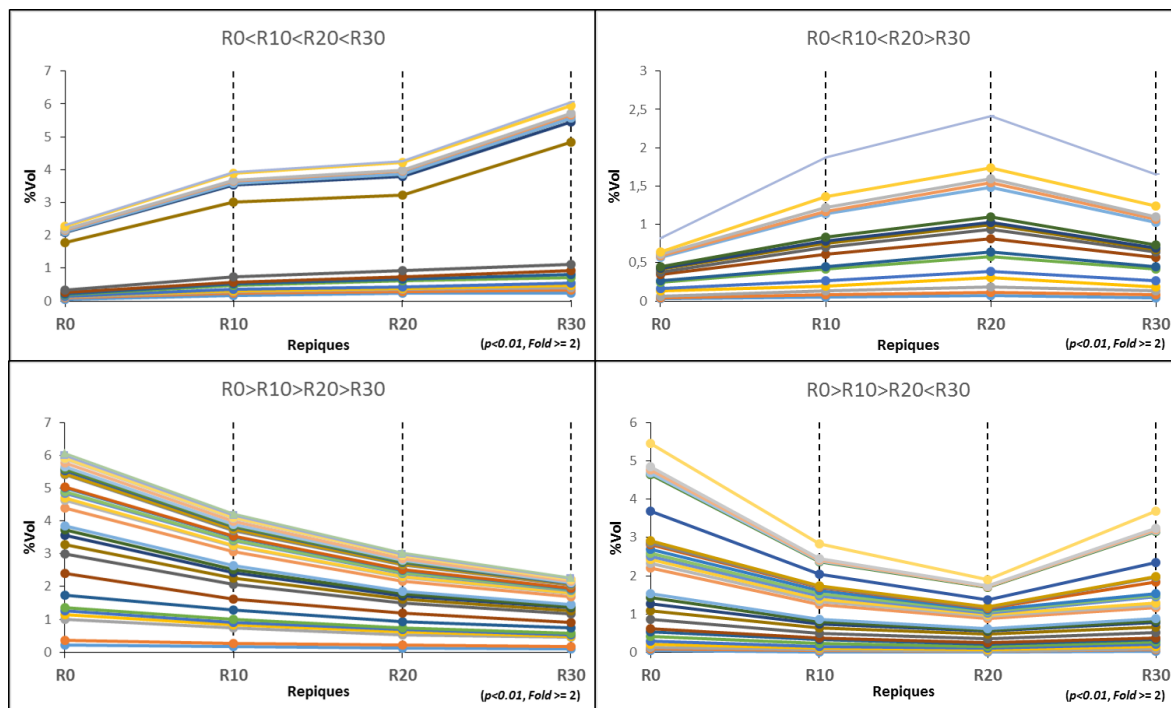 R0<R10<R20<R30
7
6
5
4
3
2
1
0
%Vol
R0 R10 R20 R30
Repiques
(p<0.01, Fold >= 2)
R0<R10<R20>R30
3
2,5
2
1,5
1
0,5
0
%Vol
R0 R10 R20 R30
Repiques
(p<0.01, Fold >= 2)
R0>R10>R20>R30
7
6
5
4
3
2
1
0
%Vol
R0 R10 R20 R30
Repiques
(p<0.01, Fold >= 2)
R0>R10>R20<R30
6
5
4
3
2
1
0
%Vol
R0 R10 R20 R30
Repiques
(p<0.01, Fold >= 2)